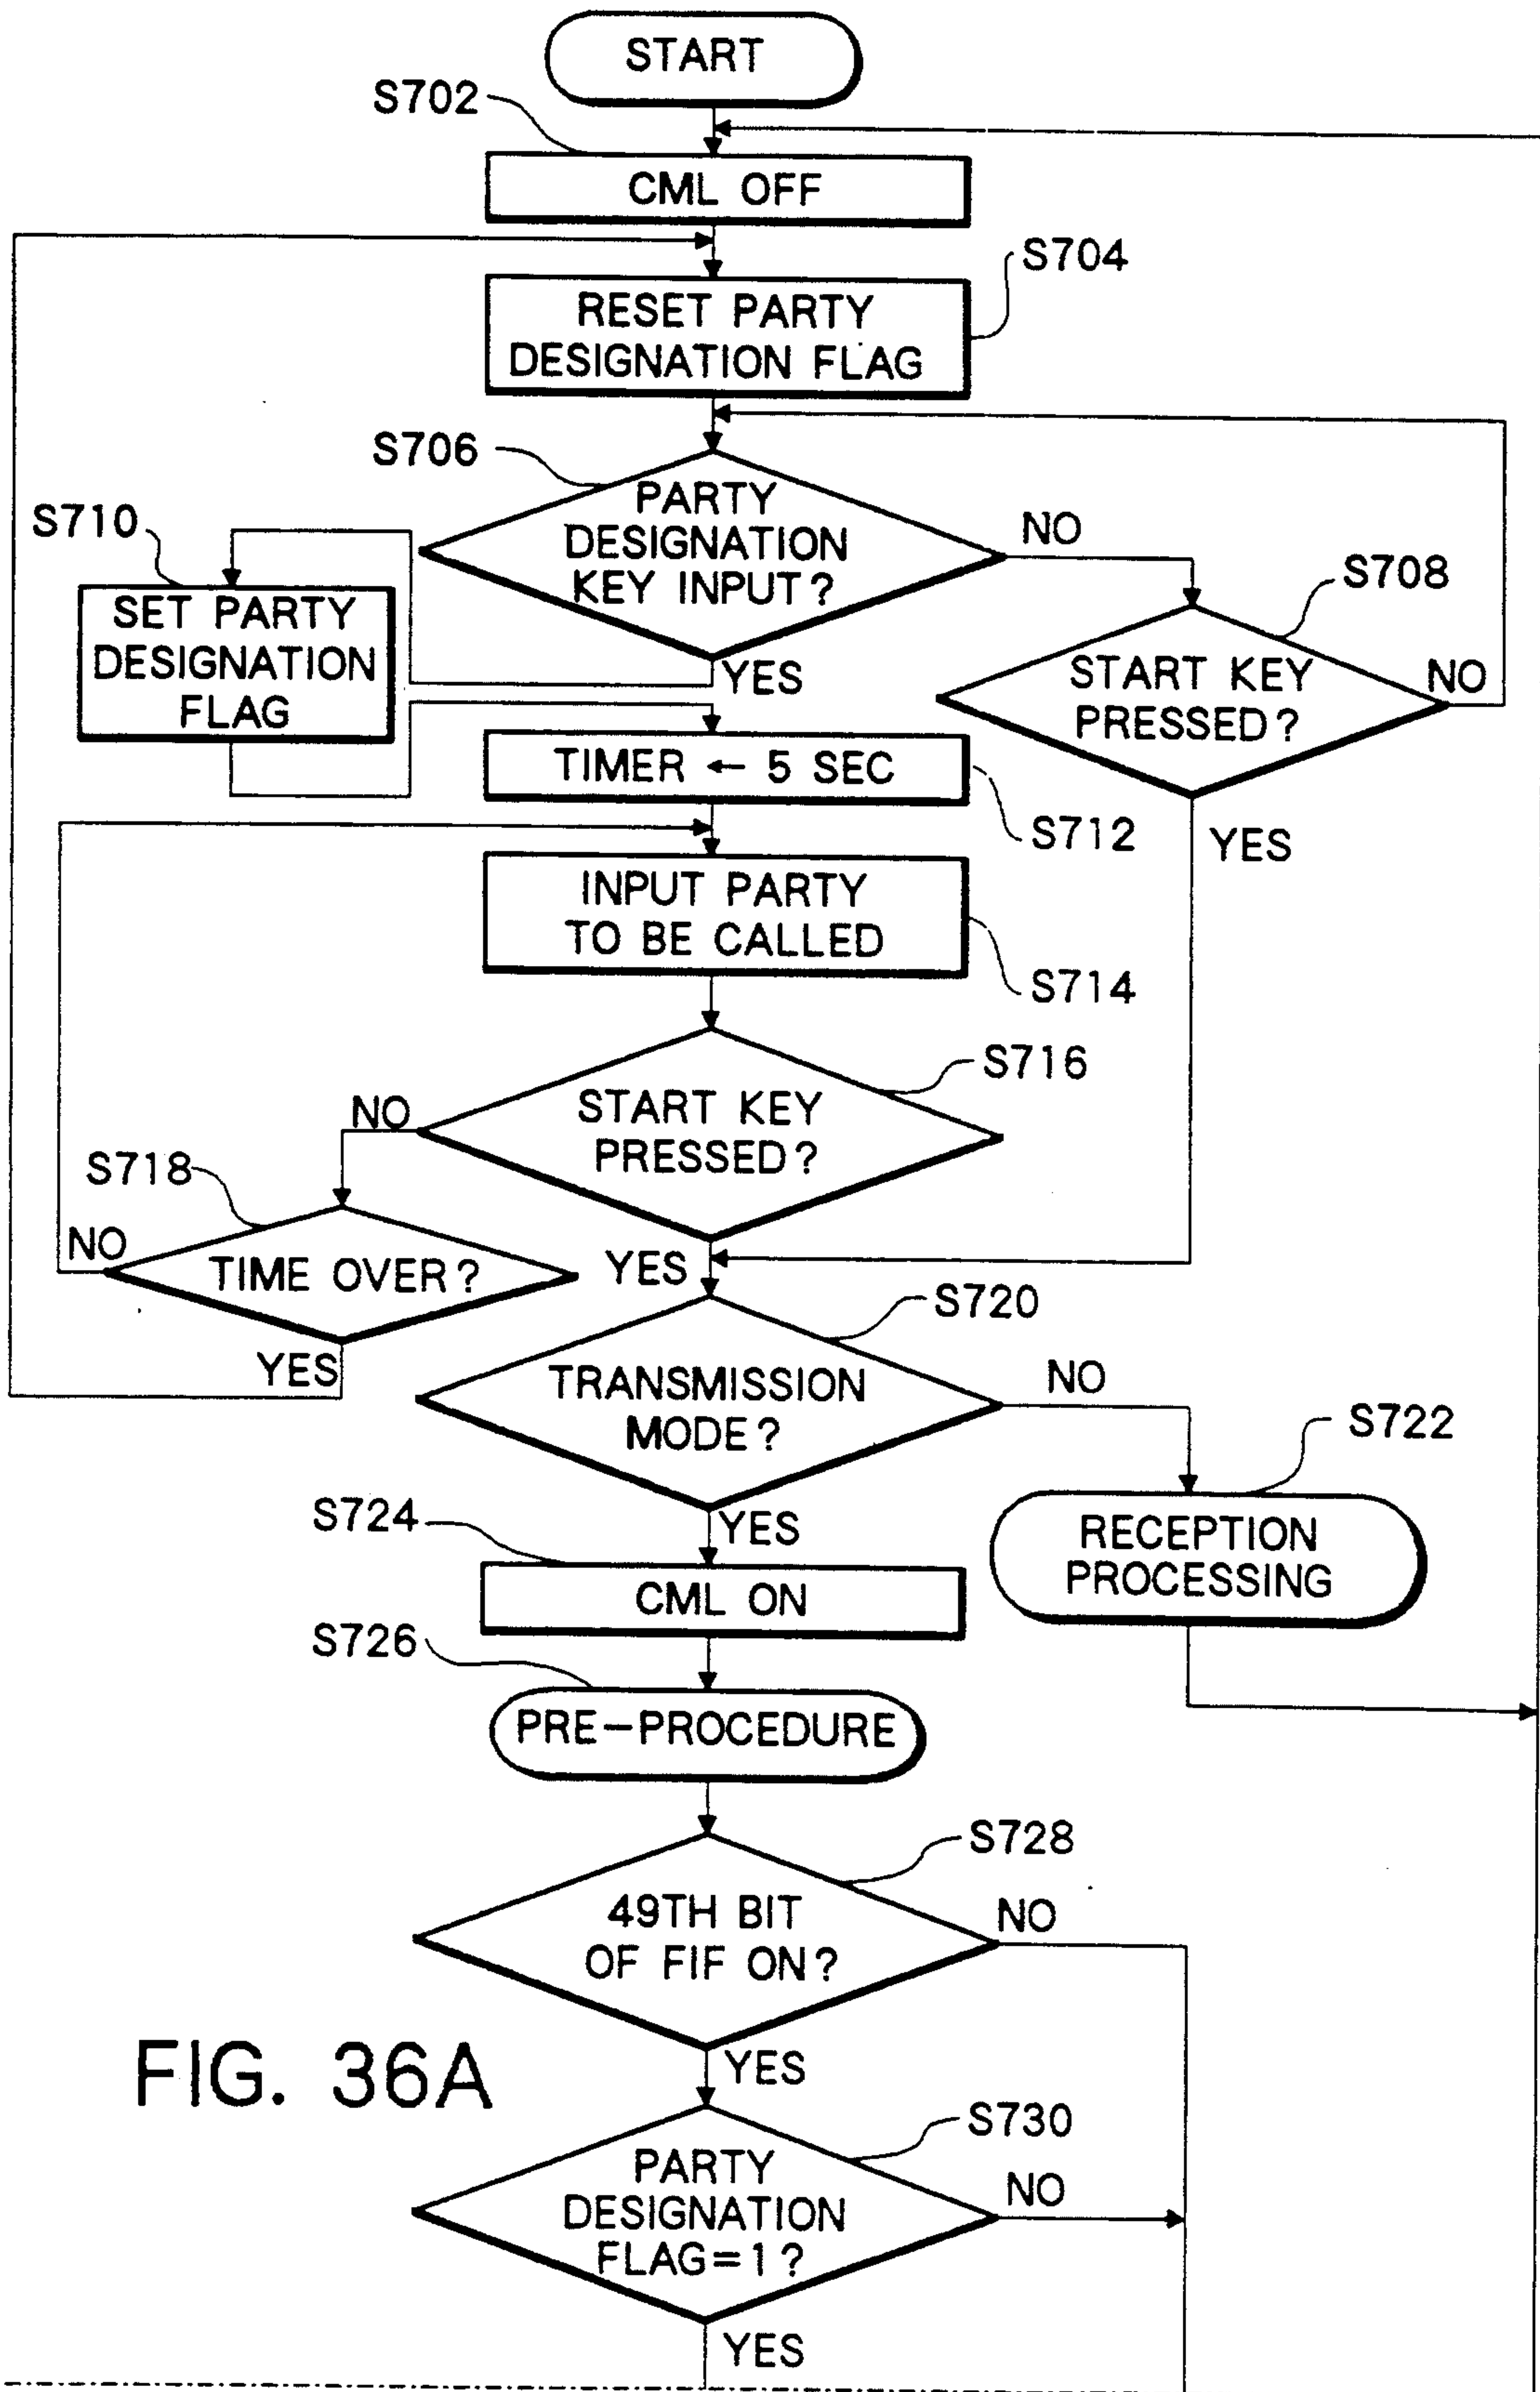 START
S702
CML OFF
S704
RESET PARTY
DESIGNATION FLAG
S706
PARTY
DESIGNATION
KEY INPUT?
NO
YES
S708
START KEY
PRESSED?
NO
YES
S710
SET PARTY
DESIGNATION
FLAG
TIMER ← 5 SEC
S712
INPUT PARTY
TO BE CALLED
S714
S716
START KEY
PRESSED?
NO
YES
S718
TIME OVER?
NO
YES
S720
TRANSMISSION
MODE?
NO
YES
S722
RECEPTION
PROCESSING
S724
CML ON
S726
PRE-PROCEDURE
S728
49TH BIT
OF FIF ON?
NO
YES
FIG. 36A
S730
PARTY
DESIGNATION
FLAG=1?
NO
YES